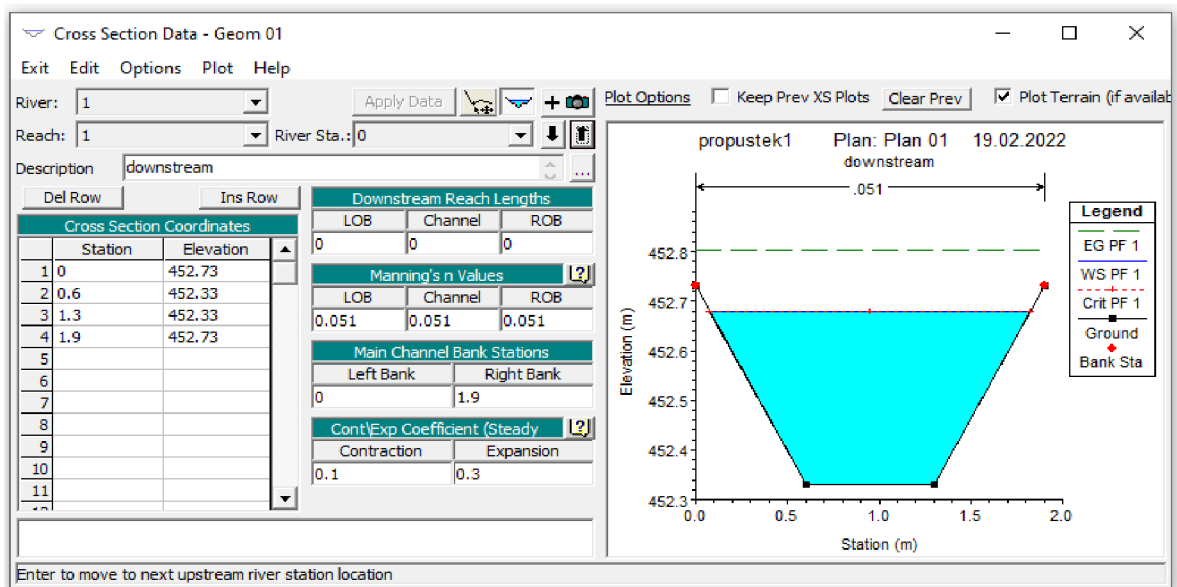 Cross Section Data - Geom 01
Exit Edit Options Plot Help
River: 1 Apply Data
Reach: 1 River Sta.: 0
Description downstream ...
Del Row Ins Row
Cross Section Coordinates
Station Elevation
1 0 452.73
2 0.6 452.33
3 1.3 452.33
4 1.9 452.73
5
6
7
8
9
10
11
Downstream Reach Lengths
LOB Channel ROB
0 0 0
Manning's n Values
LOB Channel ROB
0.051 0.051 0.051
Main Channel Bank Stations
Left Bank Right Bank
0 1.9
Cont\Exp Coefficient (Steady
Contraction Expansion
0.1 0.3
Plot Options Keep Prev XS Plots Clear Prev Plot Terrain (if availab
propustek1 Plan: Plan 01 19.02.2022
downstream
.051
452.8
452.7
452.6
452.5
452.4
452.3
Elevation (m)
0.0 0.5 1.0 1.5 2.0
Station (m)
Legend
EG PF 1
WS PF 1
Crit PF 1
Ground
Bank Sta
Enter to move to next upstream river station location